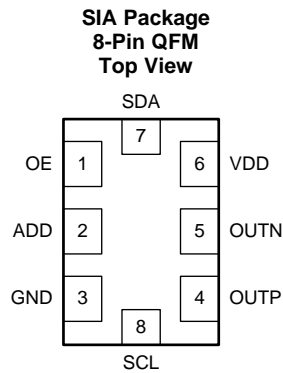 SIA Package
8-Pin QFM
Top View
SDA
7
OE 1 6 VDD
ADD 2 5 OUTN
GND 3 4 OUTP
8
SCL